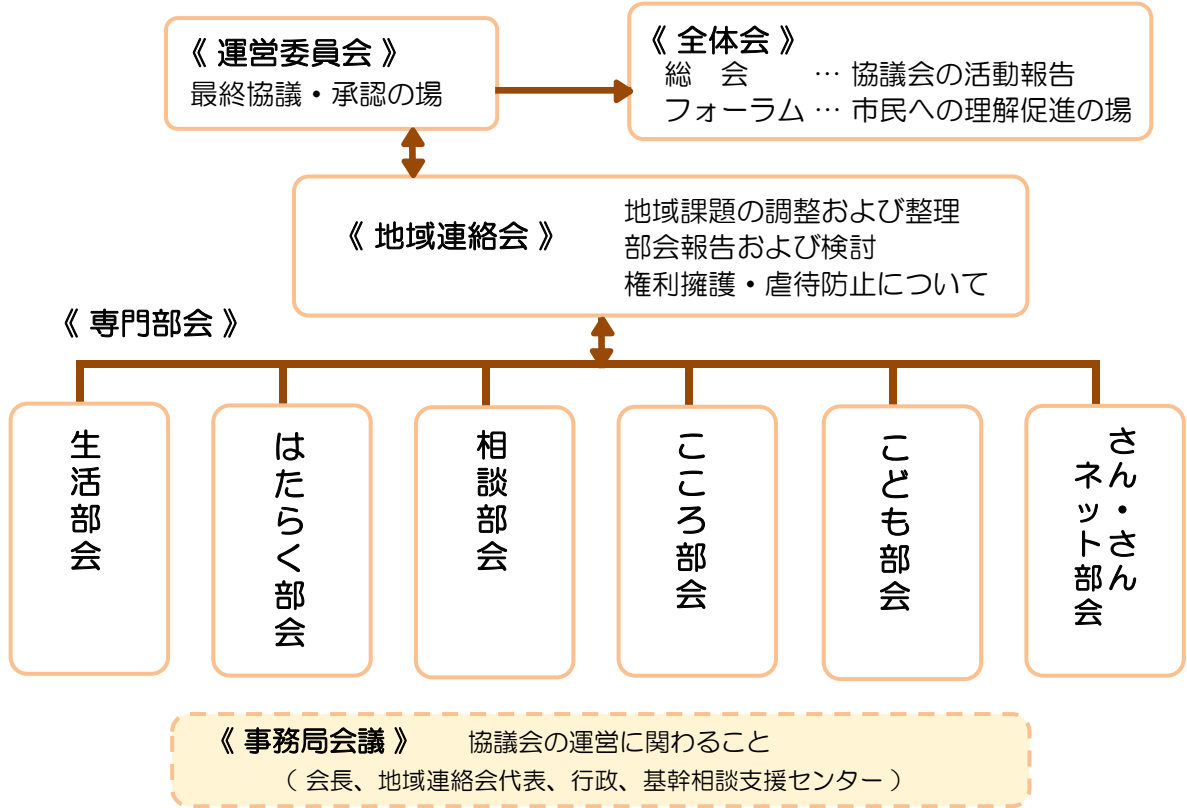 《 運営委員会 》
最終協議・承認の場
《 全体会 》
総　会　　… 協議会の活動報告
フォーラム … 市民への理解促進の場
《 地域連絡会 》
地域課題の調整および整理
部会報告および検討
権利擁護・虐待防止について
《 専門部会 》
生活部会
はたらく部会
相談部会
こころ部会
こども部会
さん・さん
ネット部会
《 事務局会議 》　協議会の運営に関わること
（ 会長、地域連絡会代表、行政、基幹相談支援センター ）